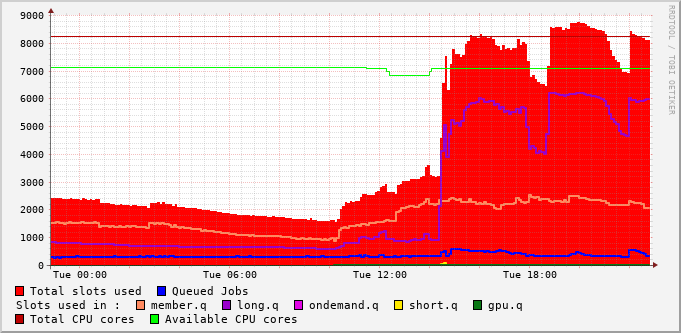 9000
8000
7000
6000
5000
4000
3000
2000
1000
0
Tue 00:00 Tue 06:00 Tue 12:00 Tue 18:00
RRDTOOL / TOBI OETIKER
Total slots used Queued Jobs
Slots used in : member.q long.q ondemand.q short.q gpu.q
Total CPU cores Available CPU cores